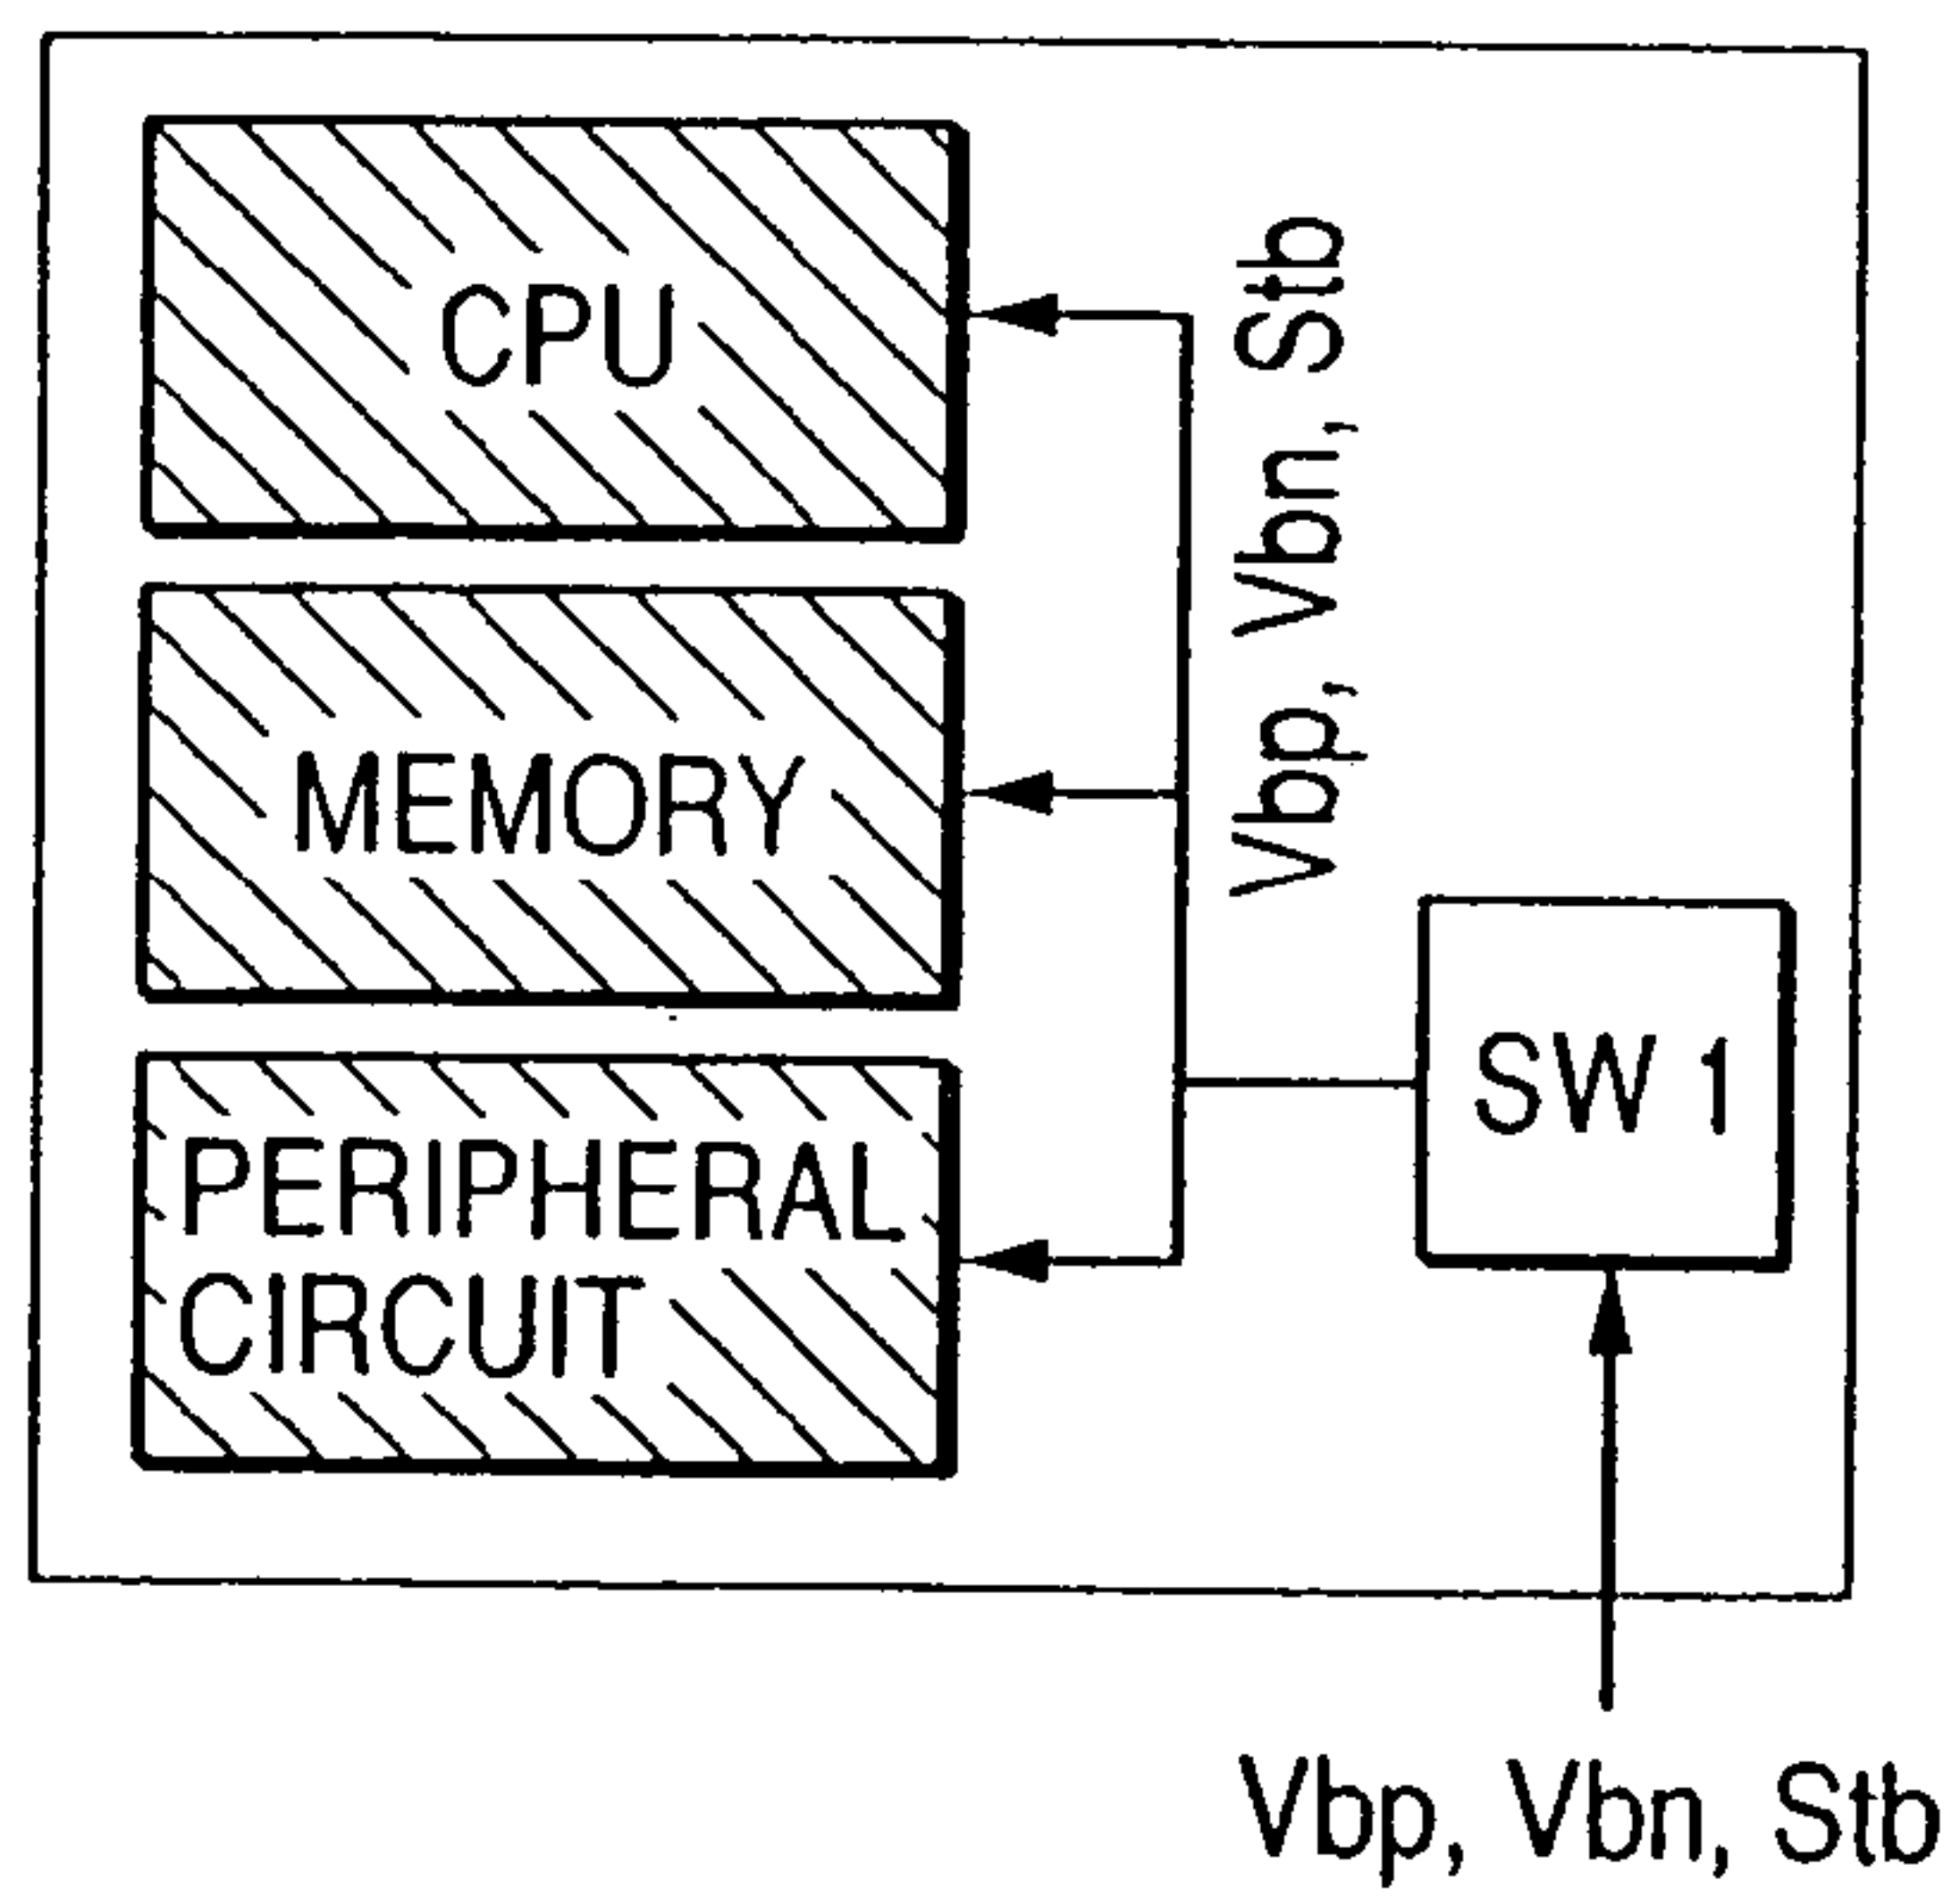 CPU
Vbp, Vbn, Stb
MEMORY
SW 1
PERIPHERAL
CIRCUIT
Vbp, Vbn, Stb